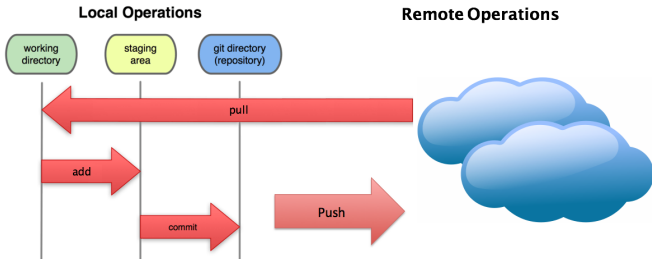 Local Operations
Remote Operations
working
directory
staging
area
git directory
(repository)
pull
add
commit
Push